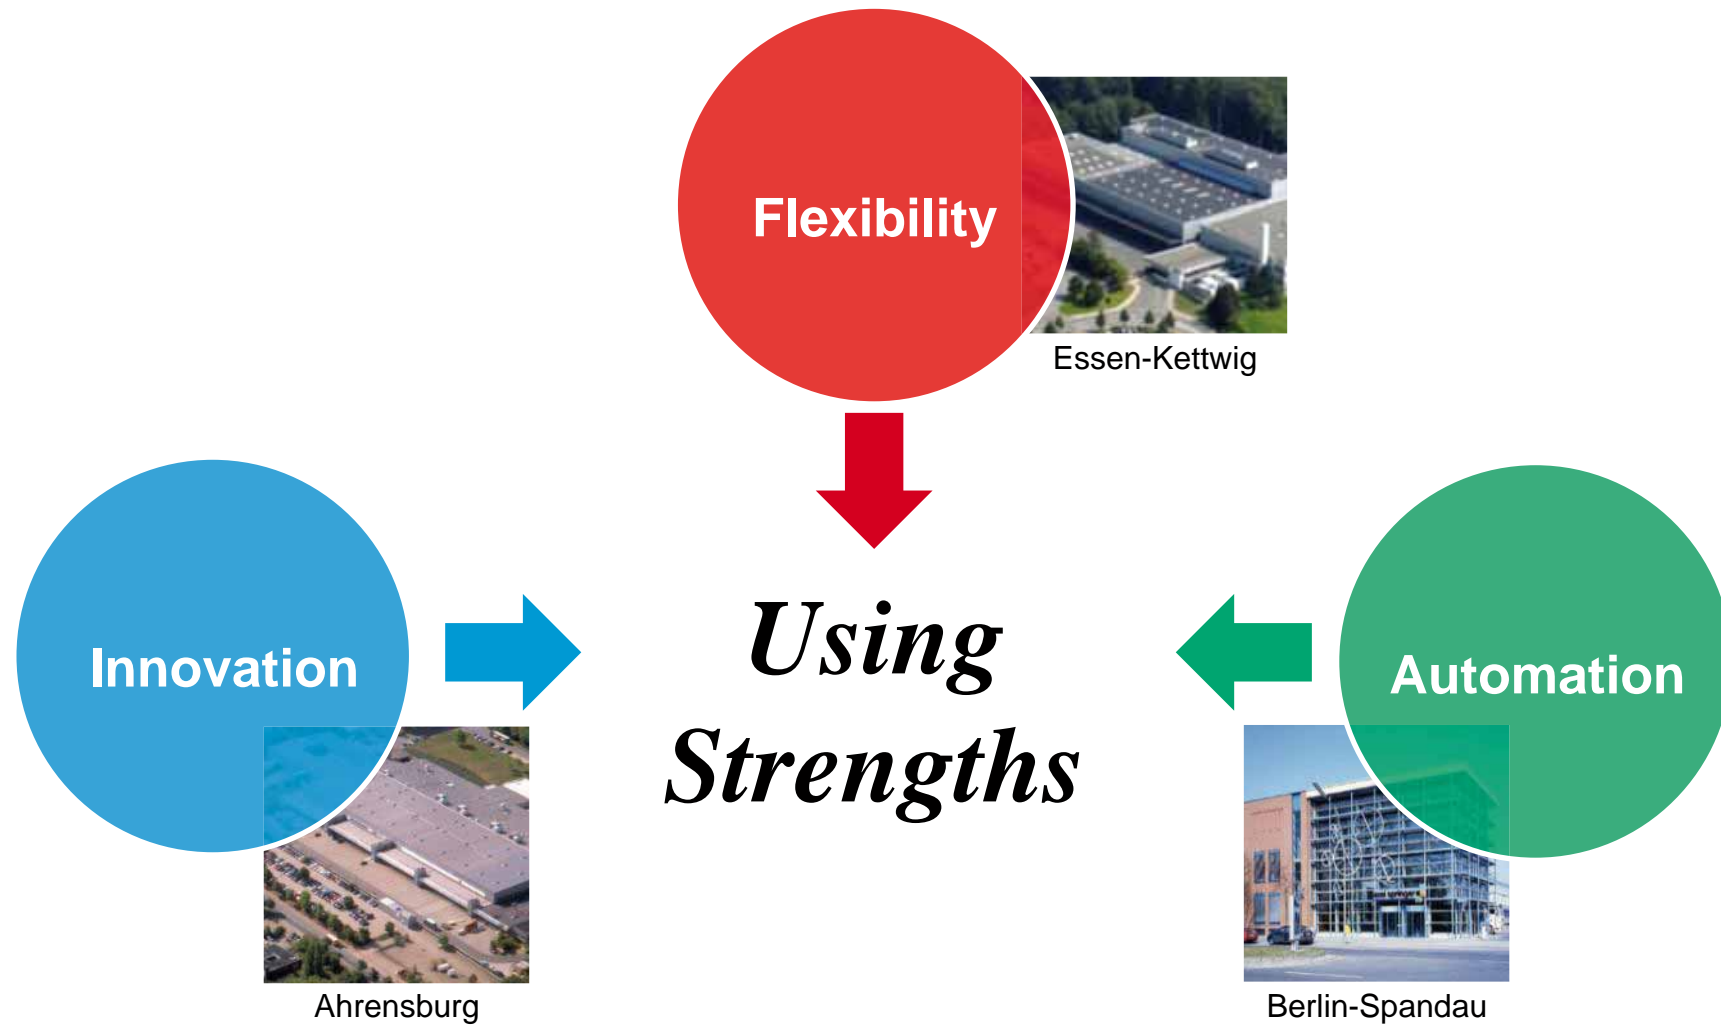 Flexibility
Essen-Kettwig
Innovation
Using
Strengths
Automation
Ahrensburg
Berlin-Spandau